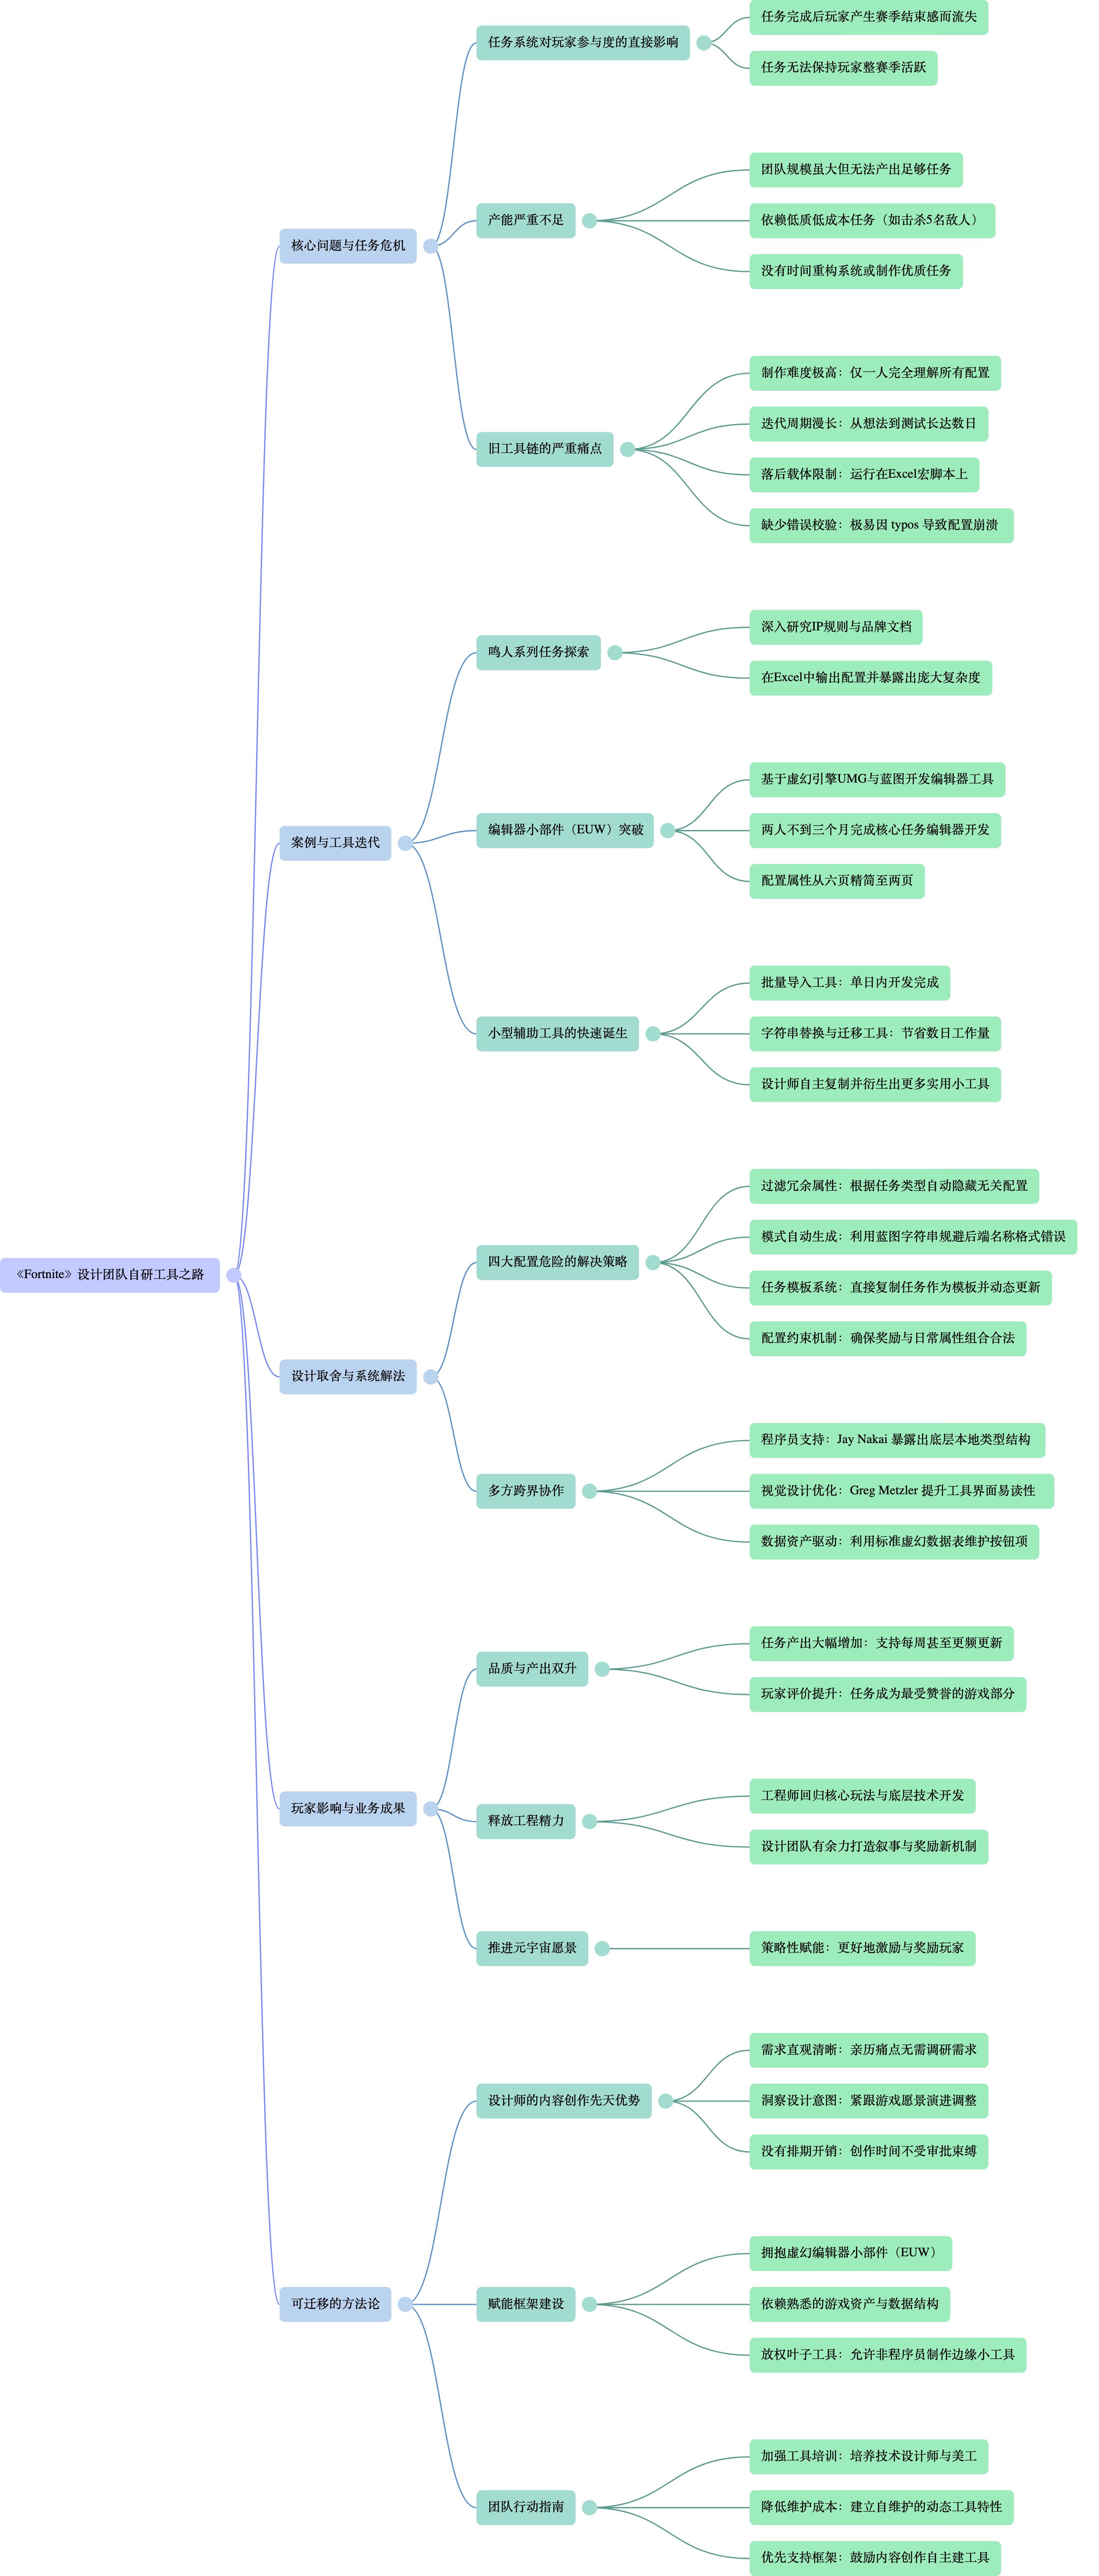 《Fortnite》设计团队自研工具之路
核心问题与任务危机
任务系统对玩家参与度的直接影响
任务完成后玩家产生赛季结束感而流失
任务无法保持玩家整赛季活跃
产能严重不足
团队规模虽大但无法产出足够任务
依赖低质低成本任务（如击杀5名敌人）
没有时间重构系统或制作优质任务
旧工具链的严重痛点
制作难度极高：仅一人完全理解所有配置
迭代周期漫长：从想法到测试长达数日
落后载体限制：运行在Excel宏脚本上
缺少错误校验：极易因 typos 导致配置崩溃
案例与工具迭代
鸣人系列任务探索
深入研究IP规则与品牌文档
在Excel中输出配置并暴露出庞大复杂度
编辑器小部件（EUW）突破
基于虚幻引擎UMG与蓝图开发编辑器工具
两人不到三个月完成核心任务编辑器开发
配置属性从六页精简至两页
小型辅助工具的快速诞生
批量导入工具：单日内开发完成
字符串替换与迁移工具：节省数日工作量
设计师自主复制并衍生出更多实用小工具
设计取舍与系统解法
四大配置危险的解决策略
过滤冗余属性：根据任务类型自动隐藏无关配置
模式自动生成：利用蓝图字符串规避后端名称格式错误
任务模板系统：直接复制任务作为模板并动态更新
配置约束机制：确保奖励与日常属性组合合法
多方跨界协作
程序员支持：Jay Nakai 暴露出底层本地类型结构
视觉设计优化：Greg Metzler 提升工具界面易读性
数据资产驱动：利用标准虚幻数据表维护按钮项
玩家影响与业务成果
品质与产出双升
任务产出大幅增加：支持每周甚至更频更新
玩家评价提升：任务成为最受赞誉的游戏部分
释放工程精力
工程师回归核心玩法与底层技术开发
设计团队有余力打造叙事与奖励新机制
推进元宇宙愿景
策略性赋能：更好地激励与奖励玩家
可迁移的方法论
设计师的内容创作先天优势
需求直观清晰：亲历痛点无需调研需求
洞察设计意图：紧跟游戏愿景演进调整
没有排期开销：创作时间不受审批束缚
赋能框架建设
拥抱虚幻编辑器小部件（EUW）
依赖熟悉的游戏资产与数据结构
放权叶子工具：允许非程序员制作边缘小工具
团队行动指南
加强工具培训：培养技术设计师与美工
降低维护成本：建立自维护的动态工具特性
优先支持框架：鼓励内容创作自主建工具